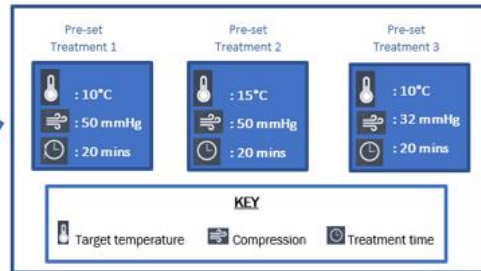 Pre-set
Treatment 1
: 10°C
: 50 mmHg
: 20 mins
Pre-set
Treatment 2
: 15°C
: 50 mmHg
: 20 mins
Pre-set
Treatment 3
: 10°C
: 32 mmHg
: 20 mins
KEY
Target temperature
Compression
Treatment time